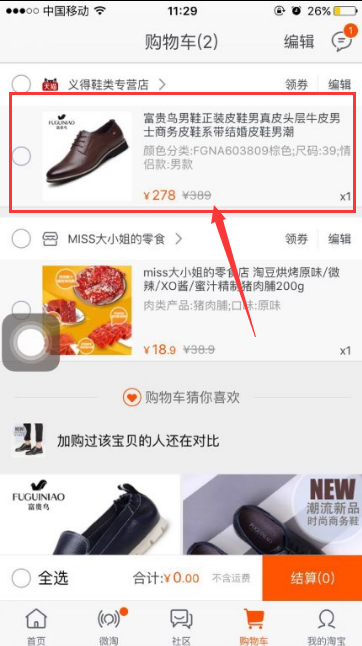 中国移动 11:29 26%
购物车(2) 编辑 1
天猫 义得鞋类专营店 > 领券 编辑
FUGUINIAO
富贵鸟
富贵鸟男鞋正装皮鞋男真皮头层牛皮男
士商务皮鞋系带结婚皮鞋男潮
颜色分类:FGNA603809棕色;尺码:39;情
侣款:男款
¥278 ¥389 x1
MISS大小姐的零食 > 领券 编辑
miss大小姐的零食店 淘豆烘烤原味/微
辣/XO酱/蜜汁精制猪肉脯200g
肉类产品:猪肉脯;口味:原味
¥18.9 ¥38.9 x1
购物车猜你喜欢
加购过该宝贝的人还在对比
FUGUINIAO
富贵鸟
NEW
潮流新品
时尚商务鞋
全选 合计:¥0.00 不含运费 结算(0)
首页 微淘 社区 购物车 我的淘宝